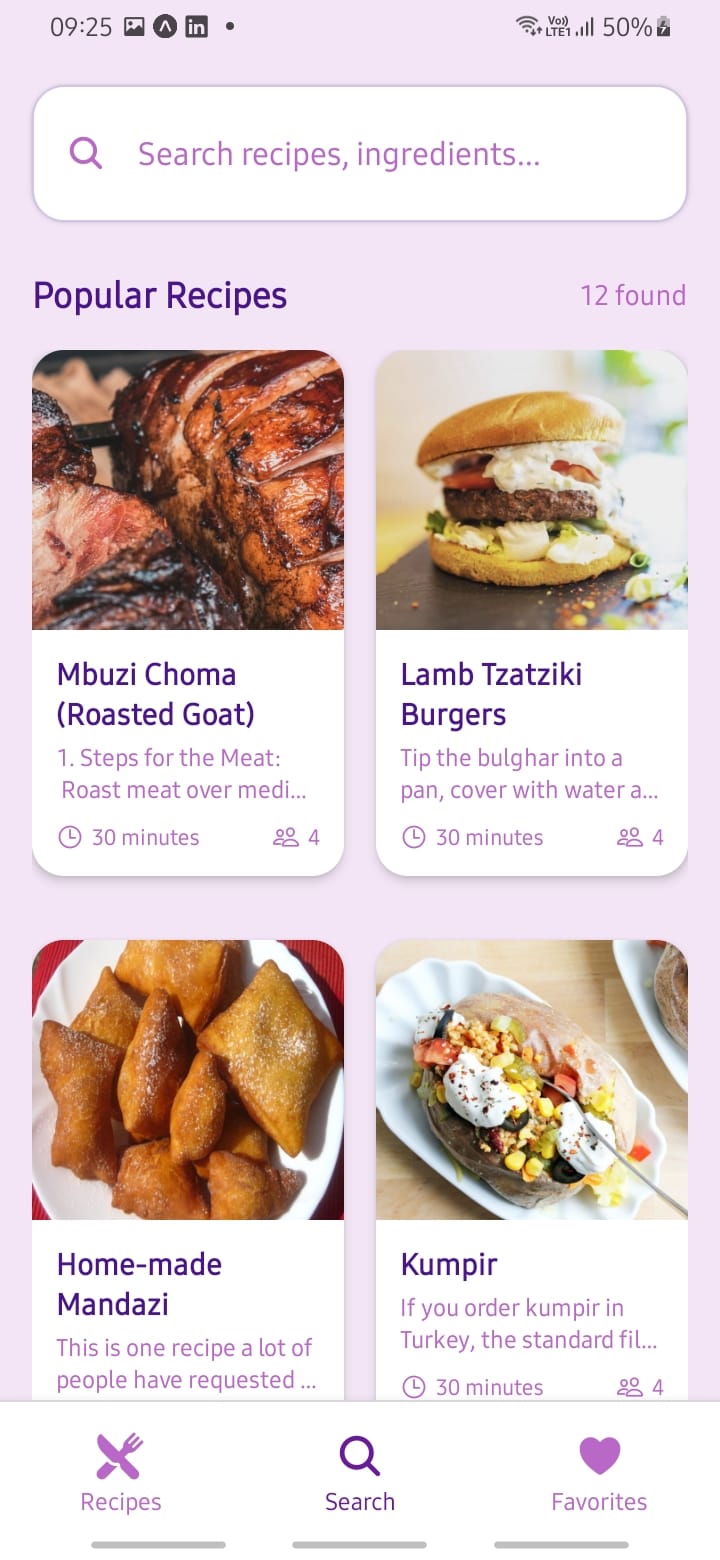 09:25 in • Vo)) LTE1 50%
Search recipes, ingredients...
Popular Recipes 12 found
Mbuzi Choma
(Roasted Goat)
1. Steps for the Meat:
Roast meat over medi...
30 minutes 4
Lamb Tzatziki
Burgers
Tip the bulghar into a
pan, cover with water a...
30 minutes 4
Home-made
Mandazi
This is one recipe a lot of
people have requested ...
Kumpir
If you order kumpir in
Turkey, the standard fil...
30 minutes 4
Recipes Search Favorites